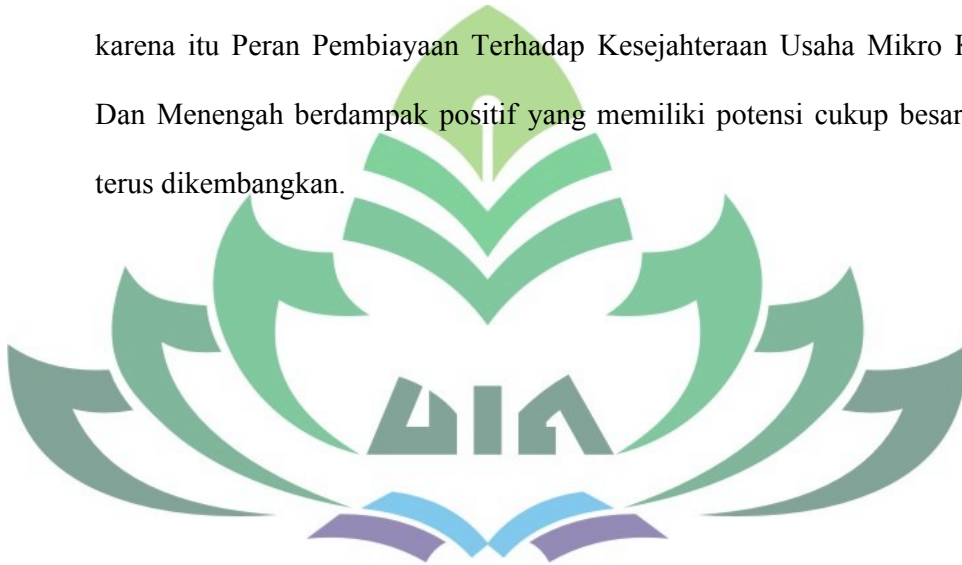 karena itu Peran Pembiayaan Terhadap Kesejahteraan Usaha Mikro
Dan Menengah berdampak positif yang memiliki potensi cukup besar
terus dikembangkan.
UIN